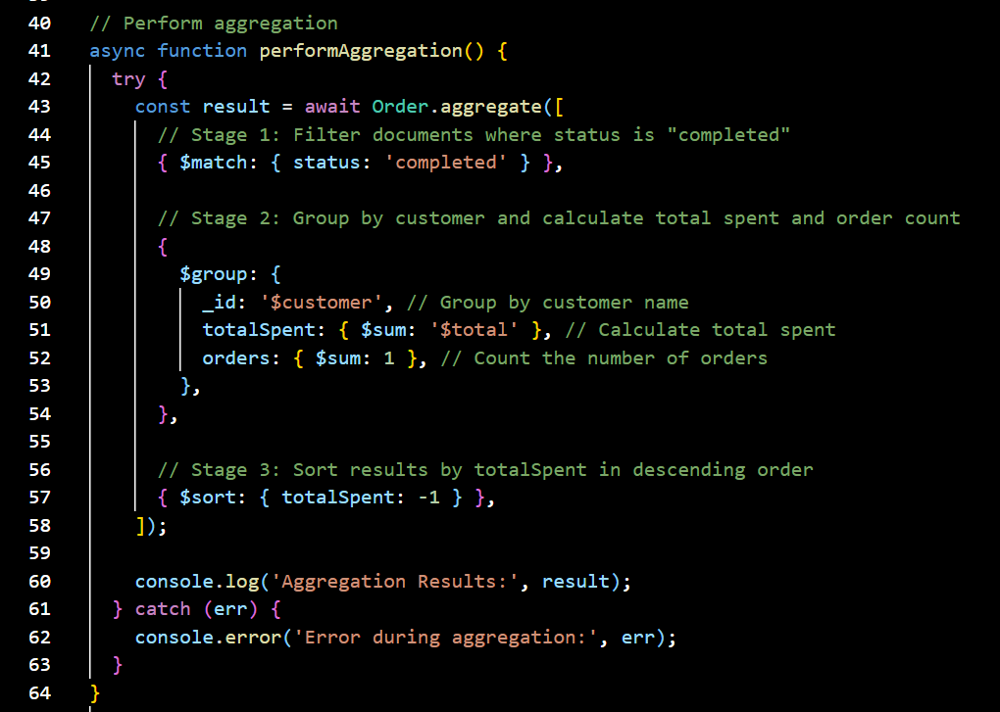 40 // Perform aggregation
41 async function performAggregation() {
42 try {
43 const result = await Order.aggregate([
44 // Stage 1: Filter documents where status is "completed"
45 { $match: { status: 'completed' } },
46
47 // Stage 2: Group by customer and calculate total spent and order count
48 {
49 $group: {
50 _id: '$customer', // Group by customer name
51 totalSpent: { $sum: '$total' }, // Calculate total spent
52 orders: { $sum: 1 }, // Count the number of orders
53 },
54 },
55
56 // Stage 3: Sort results by totalSpent in descending order
57 { $sort: { totalSpent: -1 } },
58 ]);
59
60 console.log('Aggregation Results:', result);
61 } catch (err) {
62 console.error('Error during aggregation:', err);
63 }
64 }